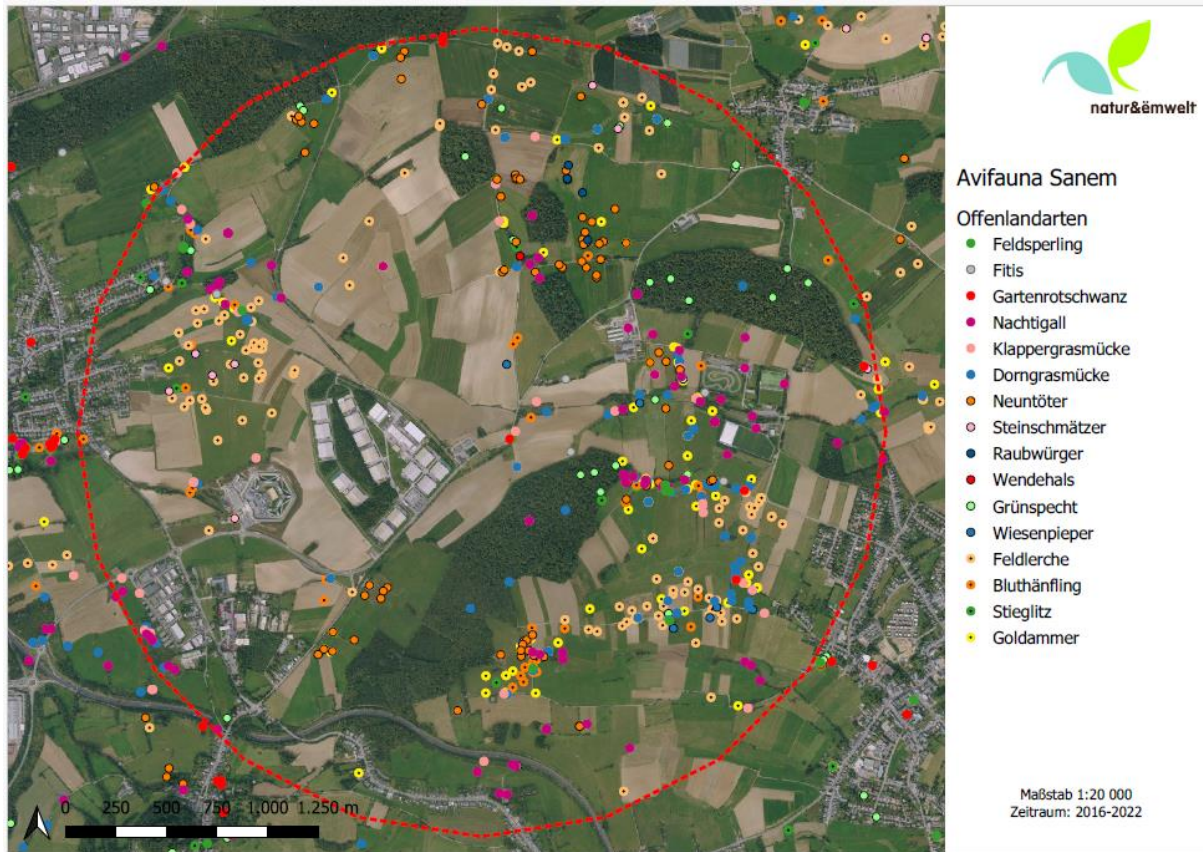 natur&ëmwelt
Avifauna Sanem
Offenlandarten
Feldsperling
Fitis
Gartenrotschwanz
Nachtigall
Klappergrasmücke
Dorngrasmücke
Neuntöter
Steinschmätzer
Raubwürger
Wendehals
Grünspecht
Wiesenpieper
Feldlerche
Bluthänfling
Stieglitz
Goldammer
Maßstab 1:20 000
Zeitraum: 2016-2022
0 250 500 750 1.000 1.250 m